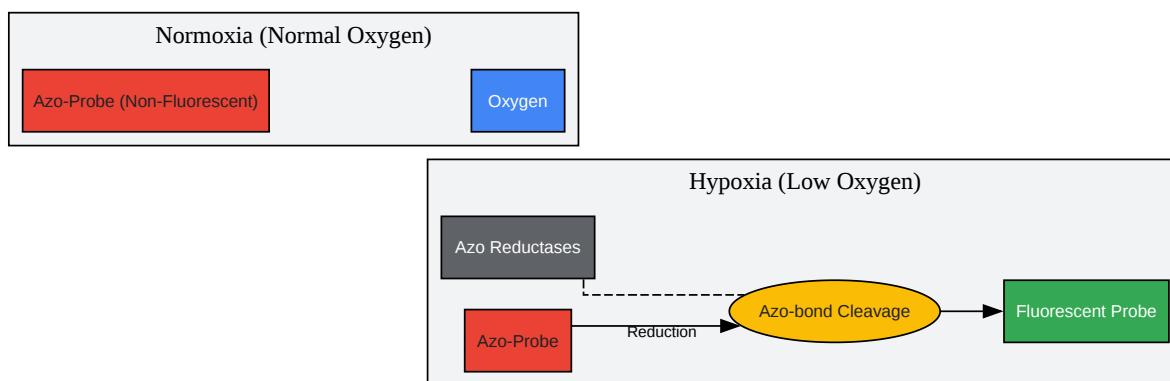 Normoxia (Normal Oxygen)
Azo-Probe (Non-Fluorescent)
Oxygen
Hypoxia (Low Oxygen)
Azo Reductases
Azo-Probe
Reduction
Azo-bond Cleavage
Fluorescent Probe